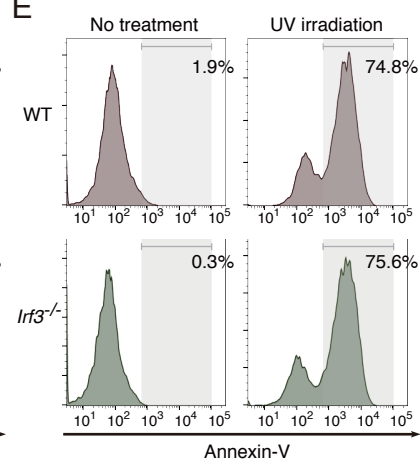 E
No treatment UV irradiation
WT
1.9%
74.8%
10¹ 10² 10³ 10⁴ 10⁵
10¹ 10² 10³ 10⁴ 10⁵
Irf3⁻/⁻
0.3%
75.6%
10¹ 10² 10³ 10⁴ 10⁵
10¹ 10² 10³ 10⁴ 10⁵
Annexin-V